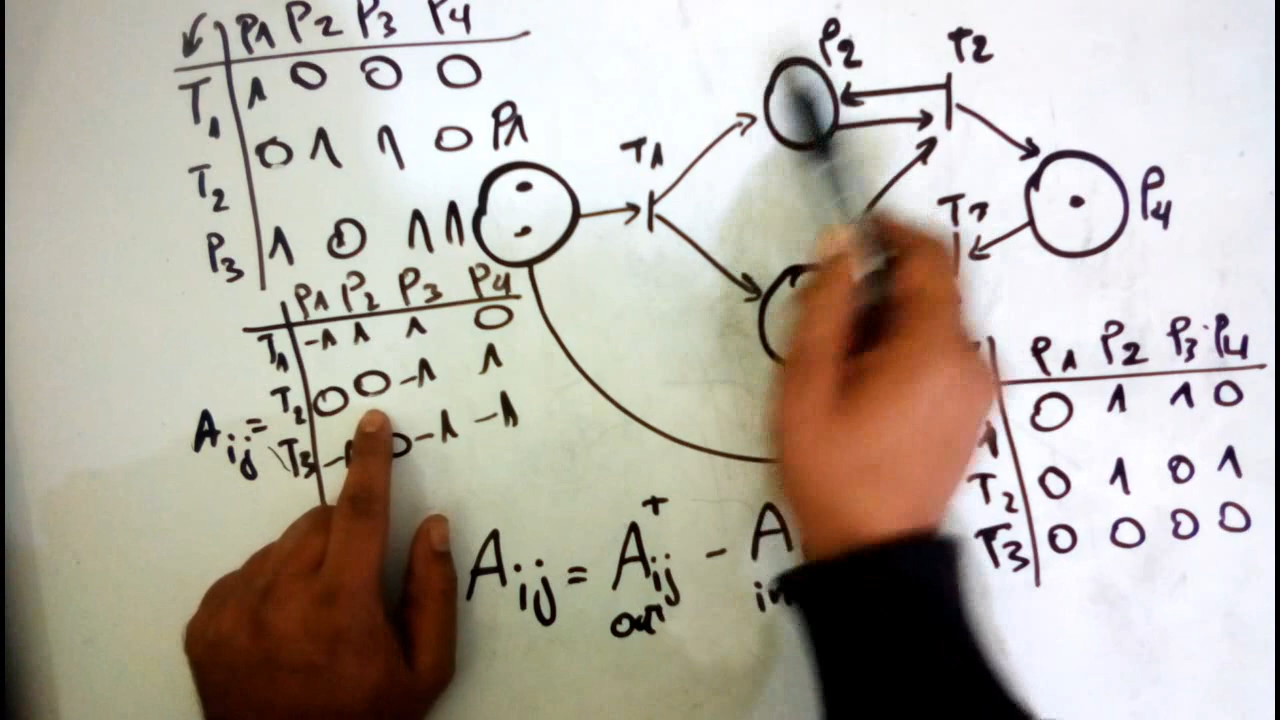 P1 P2 P3 P4
T1 1 0 0 0
T2 0 1 1 0
P3 1 0 1 1
P1
T1
P2
T2
P4
P1 P2 P3 P4
T1 -1 1 1 0
T2 0 0 -1 1
T3 -1 0 -1 -1
Aij =
Aij = A+ij - A
out in
P1 P2 P3 P4
0 1 1 0
T2 0 1 0 1
T3 0 0 0 0